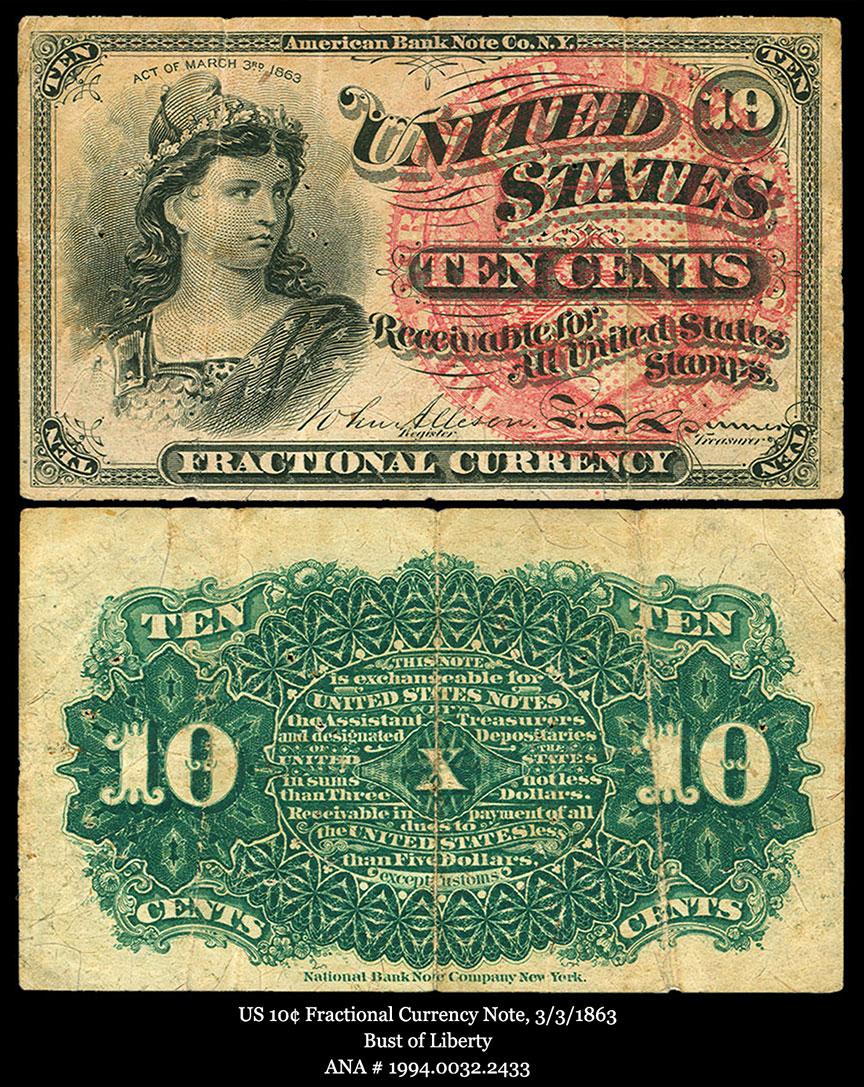 American Bank Note Co. N.Y.
TEN
TEN
ACT OF MARCH 3RD 1863
10
UNITED
STATES
TEN CENTS
Receivable for
All United States
Stamps.
John Allison.
Register
Treasurer
TEN
TEN
FRACTIONAL CURRENCY
TEN
TEN
THIS NOTE
is exchangeable for
UNITED STATES NOTES
BY
the Assistant Treasurers
and designated Depositaries
OF THE
UNITED STATES
in sums not less
than Three Dollars.
Receivable in payment of all
dues to
the UNITED STATES less
than Five Dollars.
except customs.
X
10
10
CENTS
CENTS
National Bank Note Company New York.
US 10¢ Fractional Currency Note, 3/3/1863
Bust of Liberty
ANA # 1994.0032.2433